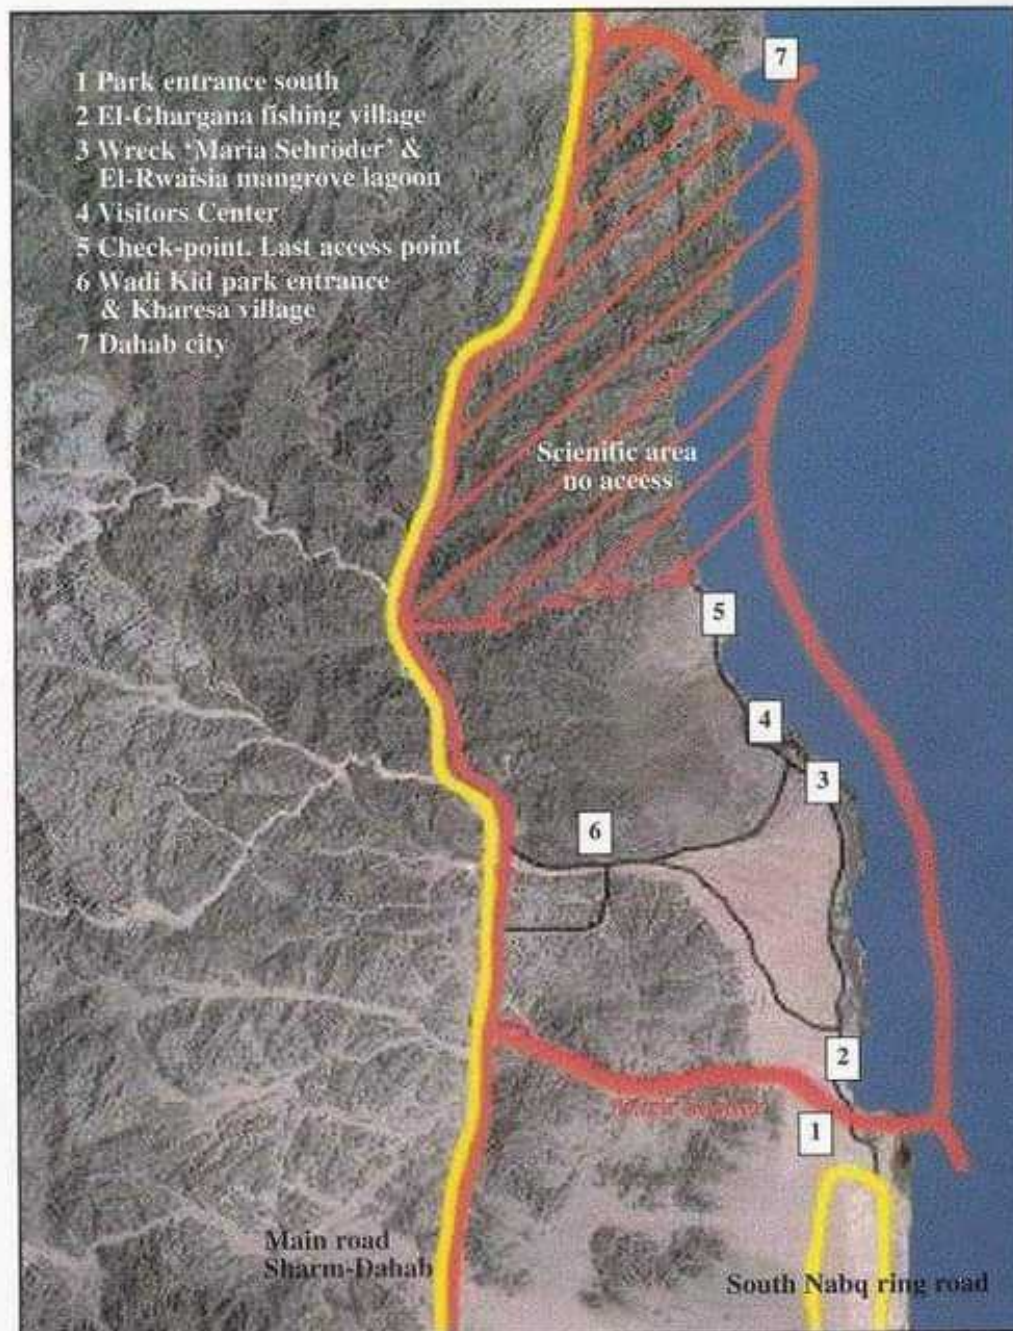 1 Park entrance south
2 El-Ghargana fishing village
3 Wreck 'Maria Sehröder' &
El-Rwaisia mangrove lagoon
4 Visitors Center
5 Check-point. Last access point
6 Wadi Kid park entrance
& Kharesa village
7 Dahab city
7
Scienific area
no access
5
4
3
6
2
1
Main road
Sharm-Dahab
South Nabq ring road